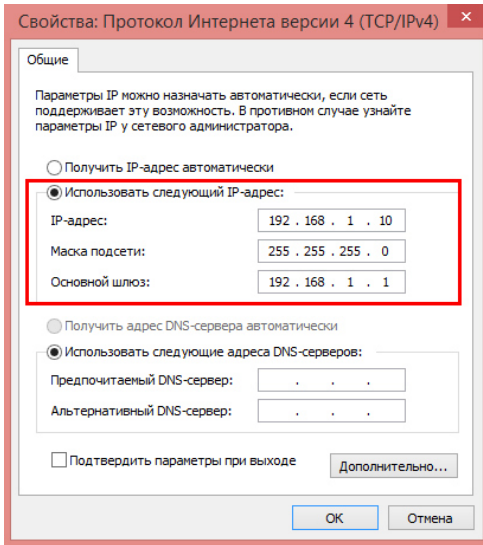 Свойства: Протокол Интернета версии 4 (TCP/IPv4)
Общие
Параметры IP можно назначать автоматически, если сеть
поддерживает эту возможность. В противном случае узнайте
параметры IP у сетевого администратора.
Получить IP-адрес автоматически
Использовать следующий IP-адрес:
IP-адрес: 192 . 168 . 1 . 10
Маска подсети: 255 . 255 . 255 . 0
Основной шлюз: 192 . 168 . 1 . 1
Получить адрес DNS-сервера автоматически
Использовать следующие адреса DNS-серверов:
Предпочитаемый DNS-сервер: . . .
Альтернативный DNS-сервер: . . .
Подтвердить параметры при выходе
Дополнительно...
ОК Отмена